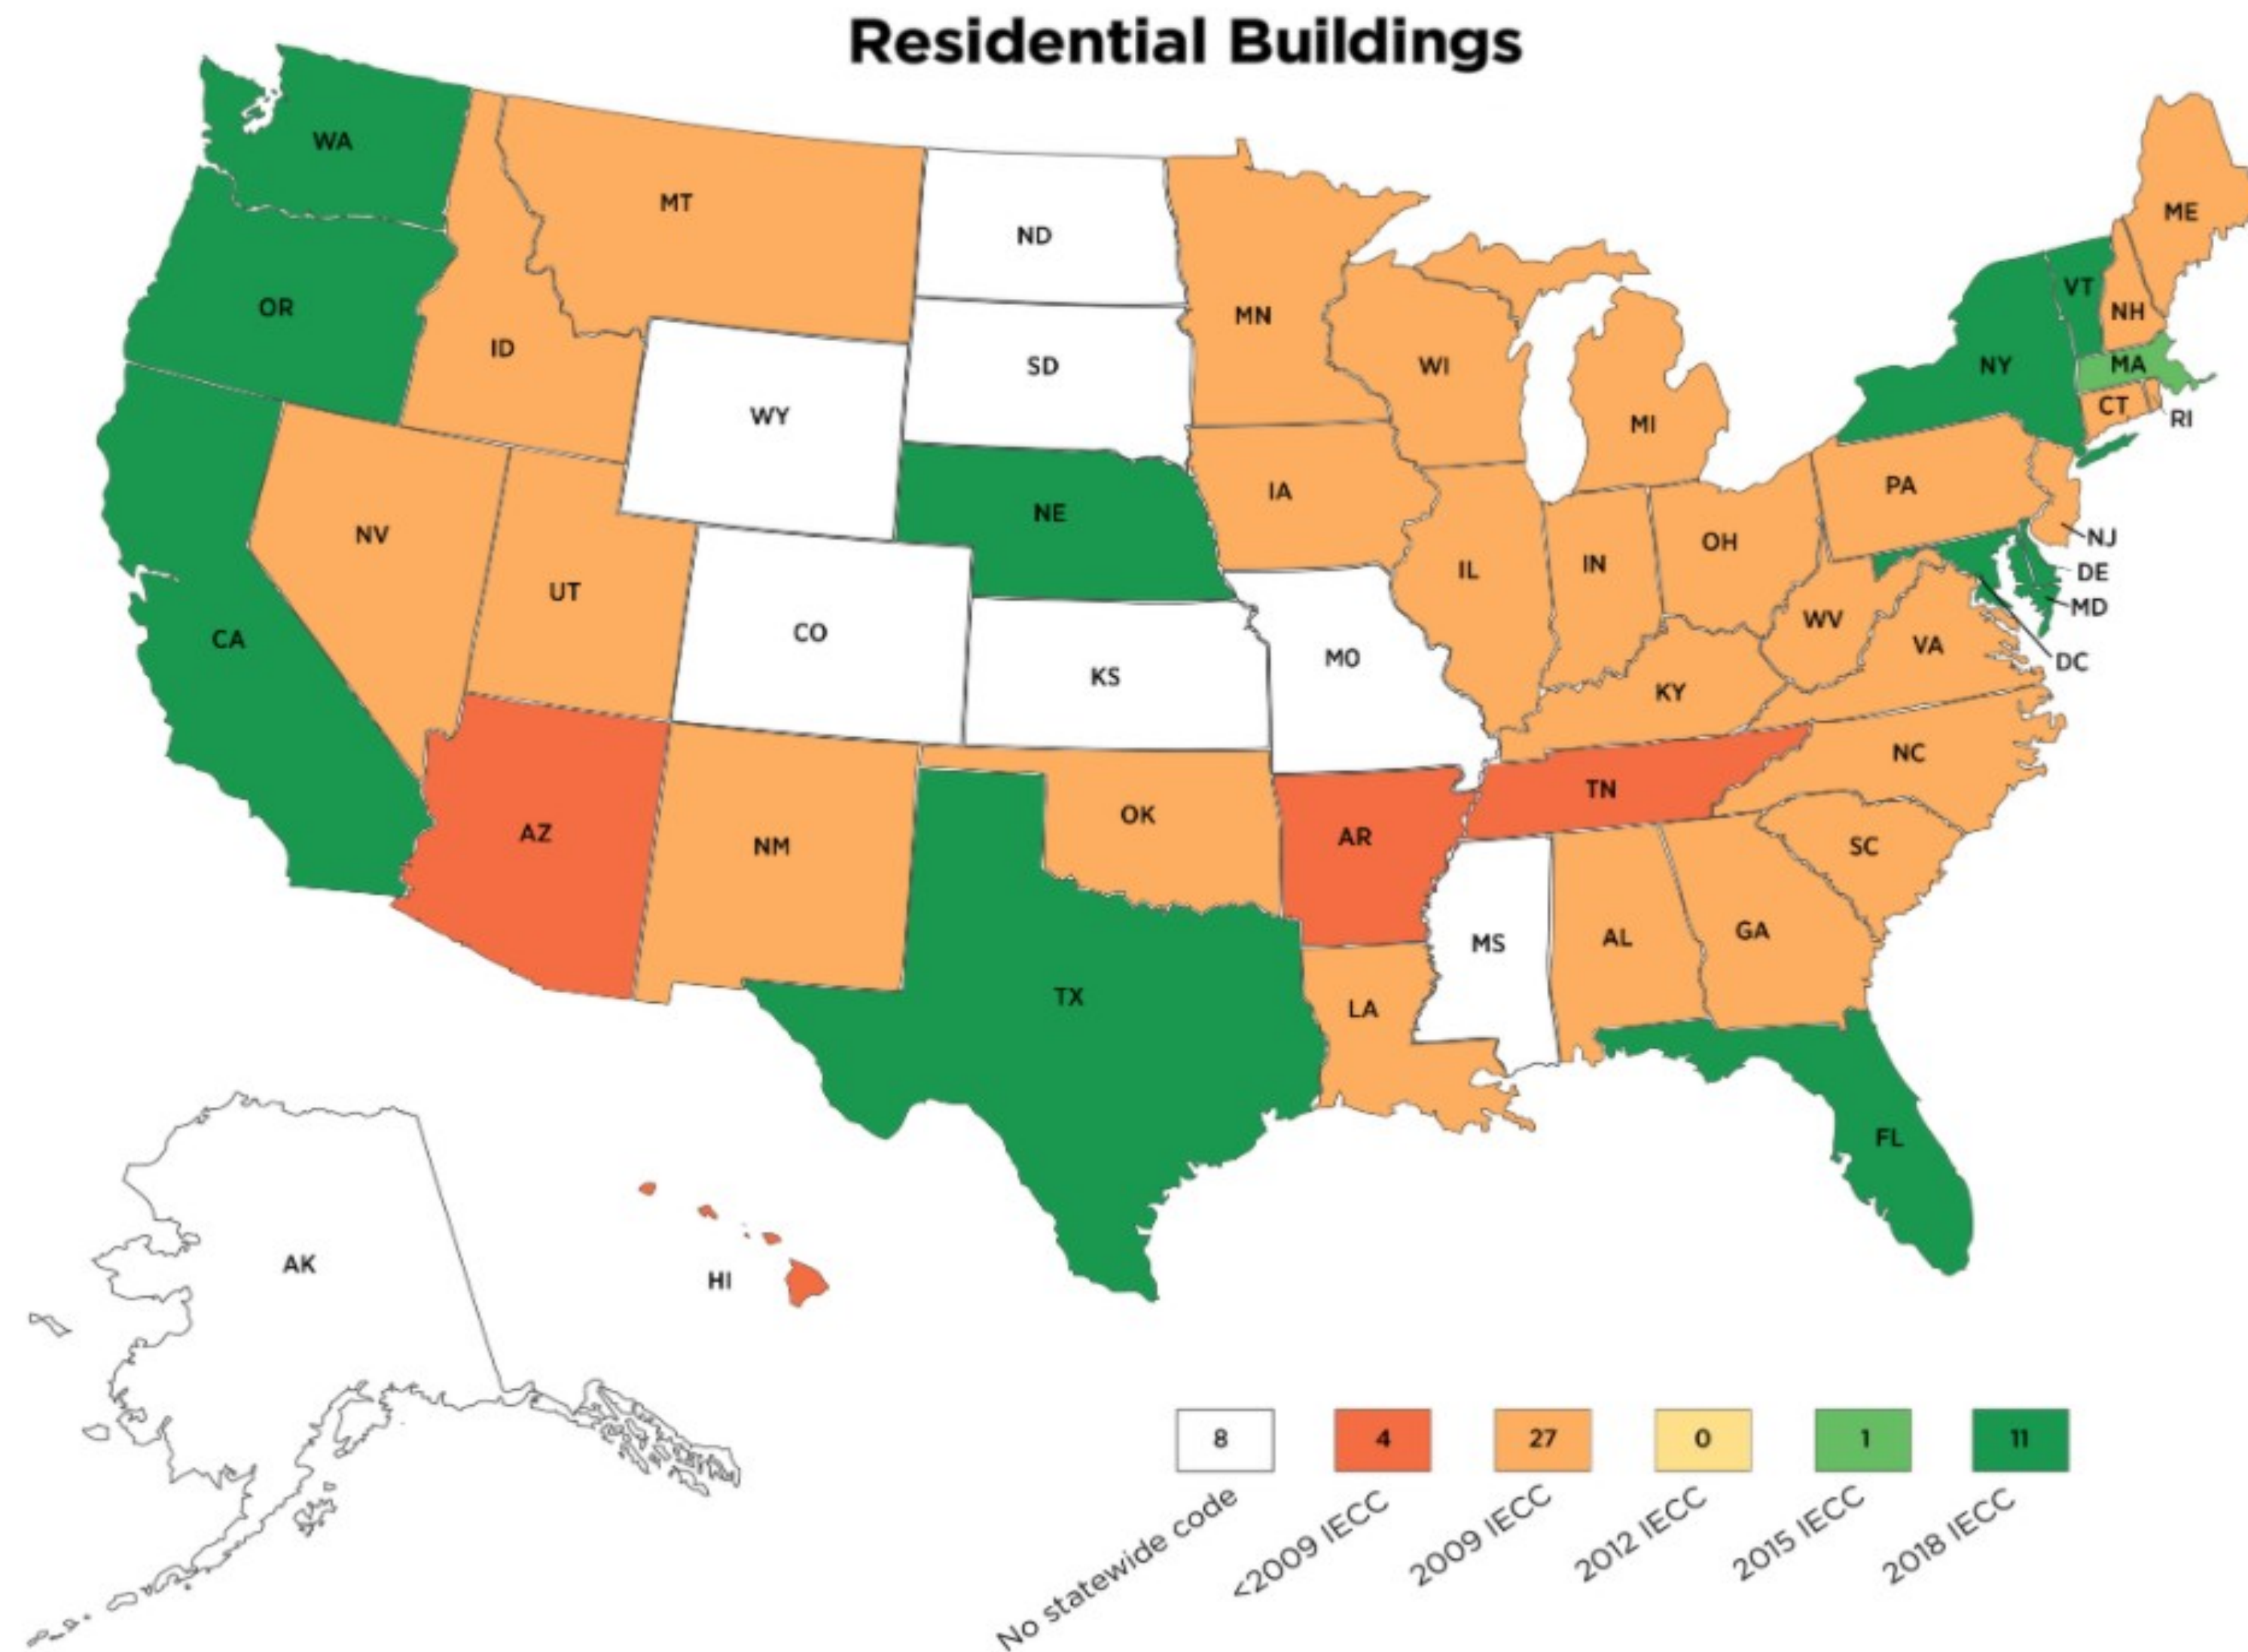 Residential Buildings
WA
MT
ND
ME
OR
VT
NH
MN
ID
SD
WI
NY
MA
WY
CT
RI
MI
IA
PA
NE
NV
NJ
OH
IL
IN
DE
UT
MD
WV
CO
CA
VA
MO
DC
KS
KY
NC
TN
OK
AZ
AR
NM
SC
GA
AL
MS
TX
LA
FL
AK
HI
8
4
27
0
1
11
No statewide code
<2009 IECC
2009 IECC
2012 IECC
2015 IECC
2018 IECC